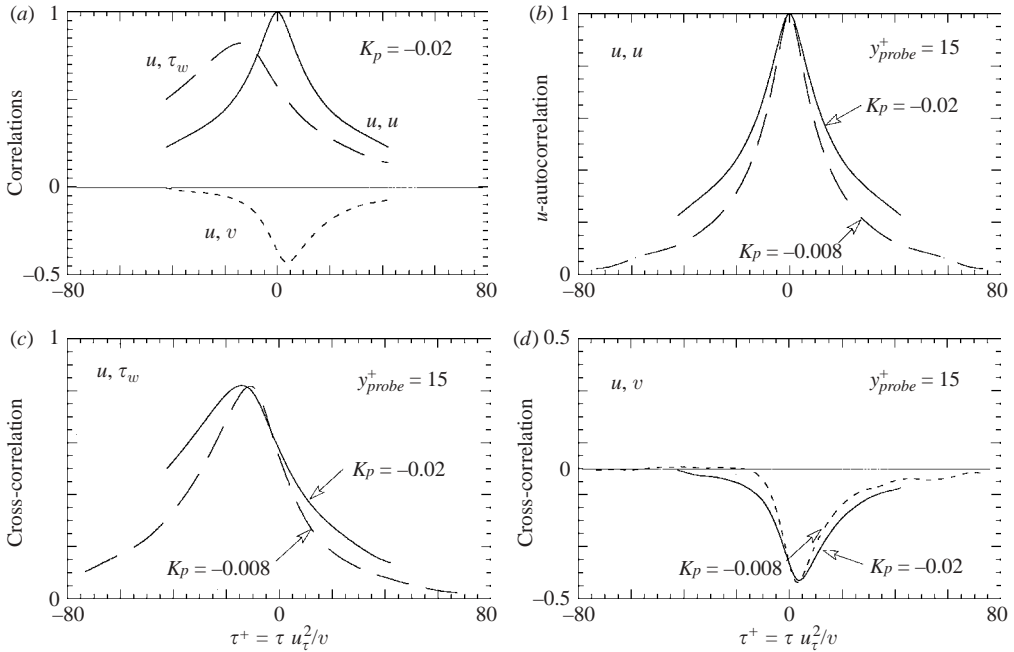 (a)
Correlations
1
0
–0.5
u, τw
Kp = –0.02
u, u
u, v
–80
0
80
(b)
u-autocorrelation
1
0
u, u
y+probe = 15
Kp = –0.02
Kp = –0.008
–80
0
80
(c)
Cross-correlation
1
0
u, τw
y+probe = 15
Kp = –0.02
Kp = –0.008
–80
0
80
τ+ = τ uτ2/v
(d)
Cross-correlation
0.5
0
–0.5
u, v
y+probe = 15
Kp = –0.008
Kp = –0.02
–80
0
80
τ+ = τ uτ2/v